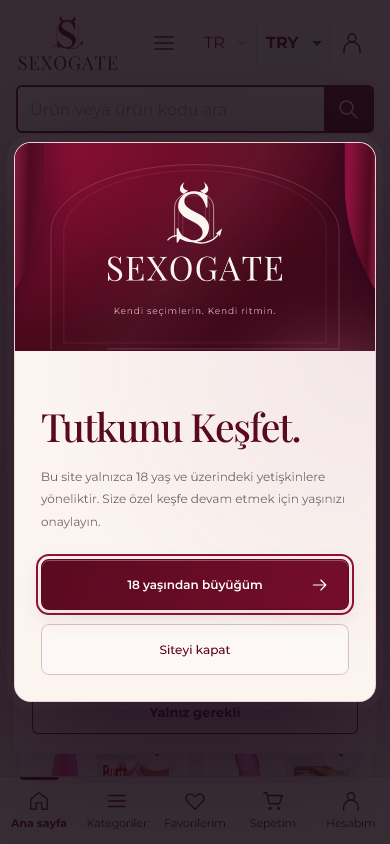 SEXOGATE
TR
TRY
Ürün veya ürün kodu ara
S
SEXOGATE
Kendi seçimlerin. Kendi ritmin.
Tutkunu Keşfet.
Bu site yalnızca 18 yaş ve üzerindeki yetişkinlere
yöneliktir. Size özel keşfe devam etmek için yaşınızı
onaylayın.
18 yaşından büyüğüm
Siteyi kapat
Yalnız gerekli
Ana sayfa
Kategoriler
Favorilerim
Sepetim
Hesabım